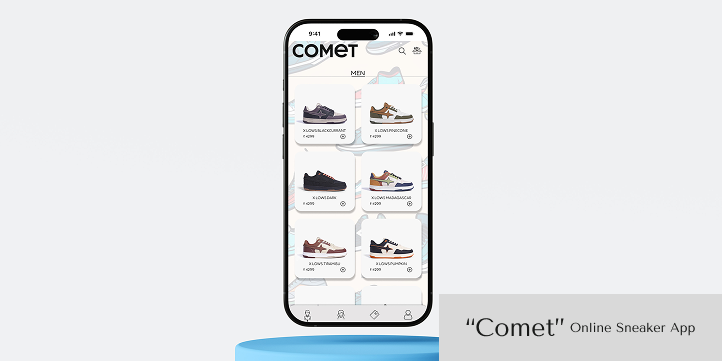 9:41
COMET
MEN
X LOWS BLACKCURRANT
X LOWS PINECONE
₹ 4299
₹ 4299
X LOWS DARK
X LOWS MADAGASCAR
₹ 4299
₹ 4299
X LOWS TIRAMISU
X LOWS PUMPKIN
₹ 4299
₹ 4299
“Comet” Online Sneaker App